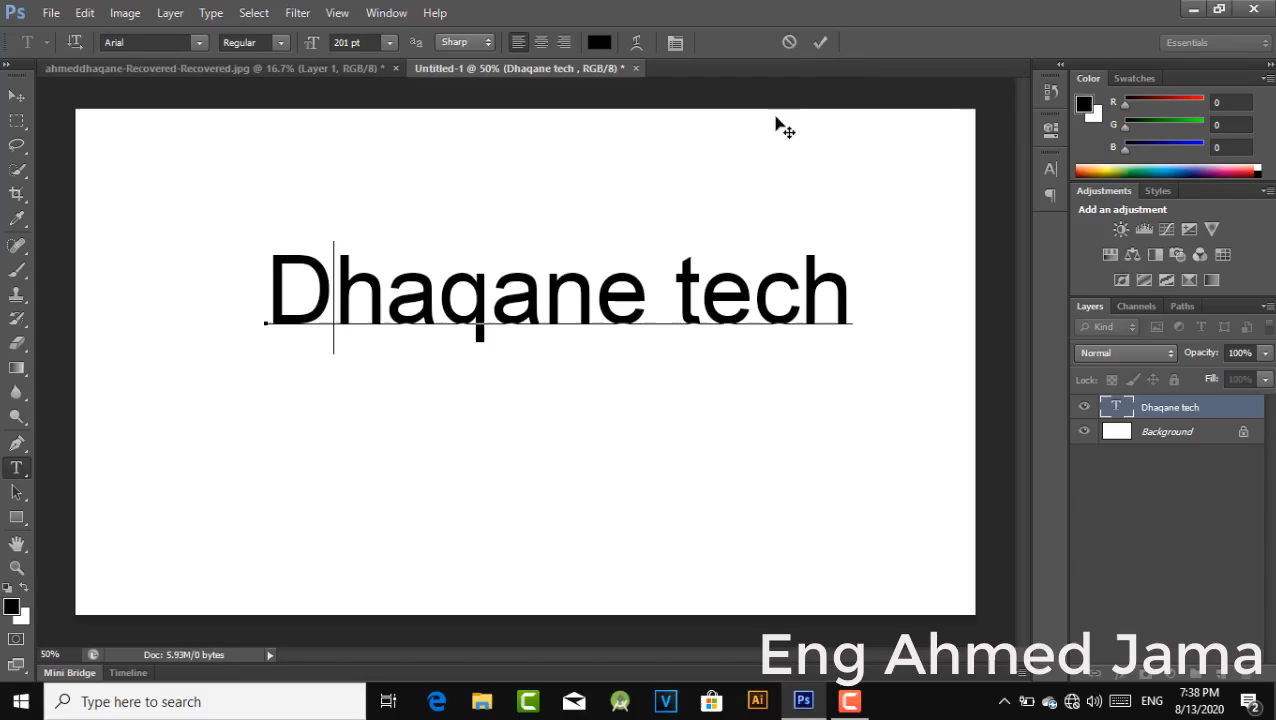 Ps File Edit Image Layer Type Select Filter View Window Help
T Arial Regular 201 pt Sharp Essentials
ahmeddhaqane-Recovered-Recovered.jpg @ 16.7% (Layer 1, RGB/8) * × Untitled-1 @ 50% (Dhaqane tech , RGB/8) * ×
Color Swatches
R 0
G 0
B 0
Adjustments Styles
Add an adjustment
Dhaqane tech
Layers Channels Paths
Kind
Normal Opacity: 100%
Lock: Fill: 100%
T Dhaqane tech
Background
50% Doc: 5.93M/0 bytes
Mini Bridge Timeline
Eng Ahmed Jama
Type here to search
ENG 7:38 PM
8/13/2020
2